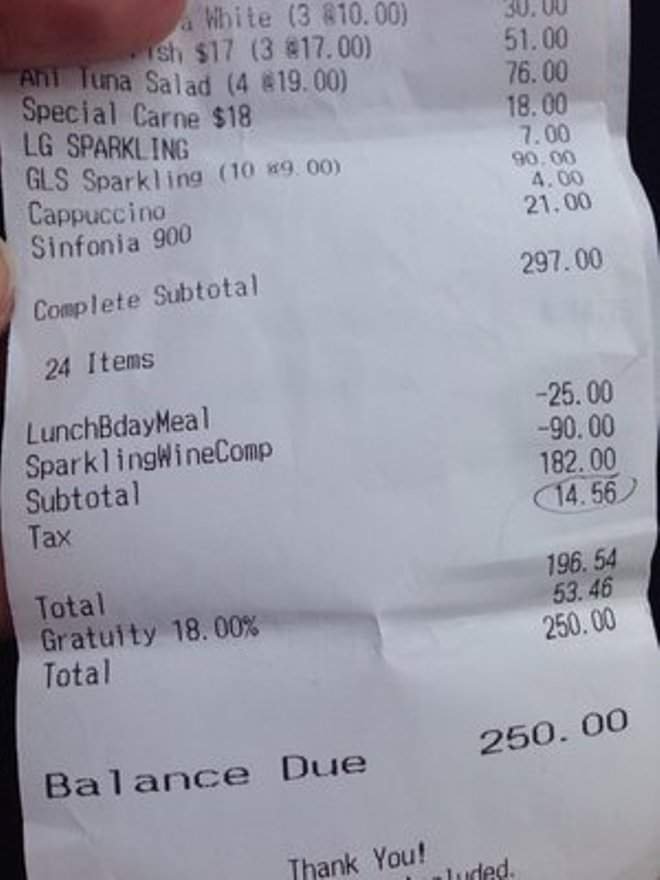 White (3 @10.00) 30.00
$17 (3 @17.00) 51.00
Ahi Tuna Salad (4 @19.00) 76.00
Special Carne $18 18.00
LG SPARKLING 7.00
GLS Sparkling (10 @9.00) 90.00
Cappuccino 4.00
Sinfonia 900 21.00
Complete Subtotal 297.00
24 Items
LunchBdayMeal -25.00
SparklingWineComp -90.00
Subtotal 182.00
Tax 14.56
Total 196.54
Gratuity 18.00% 53.46
Total 250.00
Balance Due 250.00
Thank You!